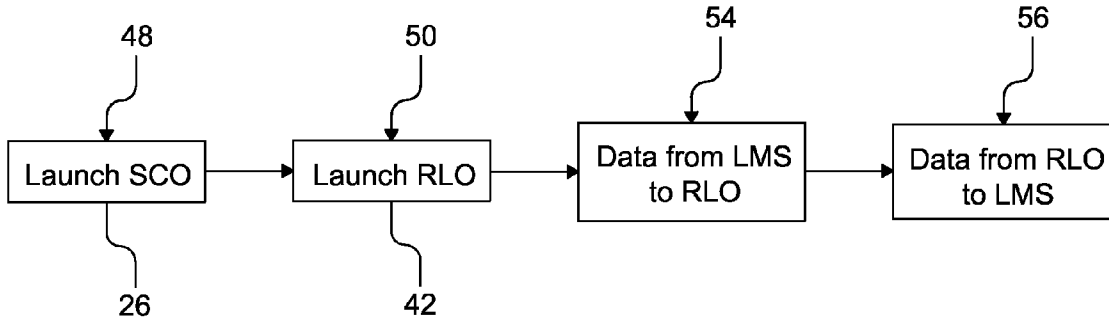 48
50
54
56
Launch SCO
Launch RLO
Data from LMS
to RLO
Data from RLO
to LMS
26
42